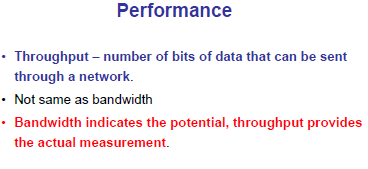 Performance
• Throughput – number of bits of data that can be sent
through a network.
• Not same as bandwidth
• Bandwidth indicates the potential, throughput provides
the actual measurement.